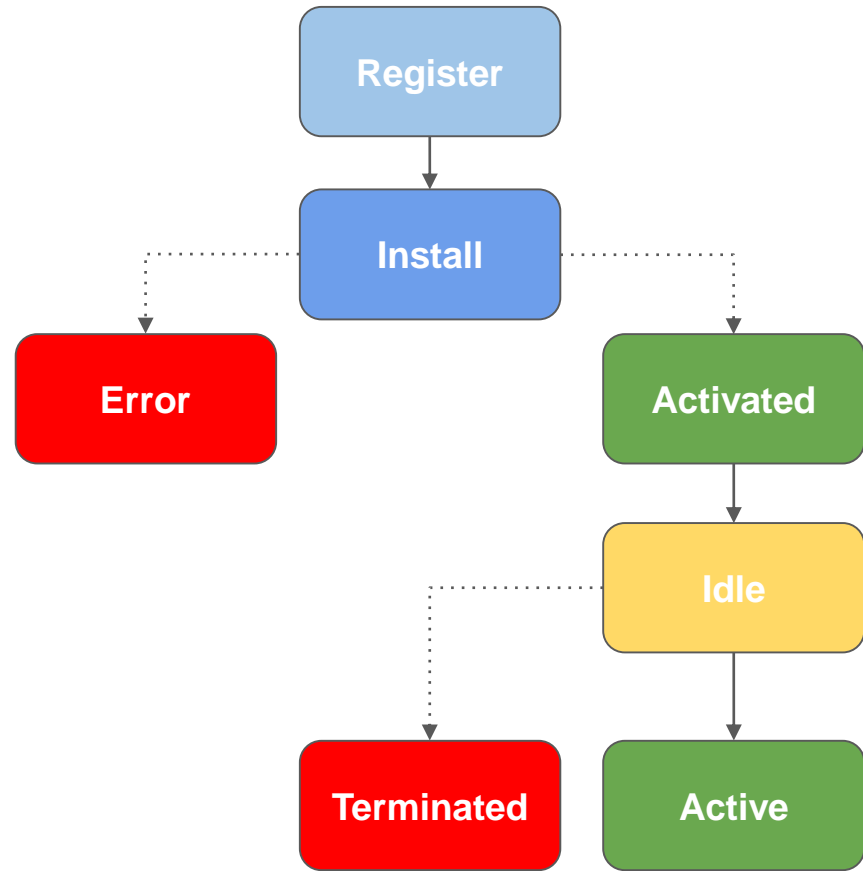 Register
Install
Error
Activated
Idle
Terminated
Active